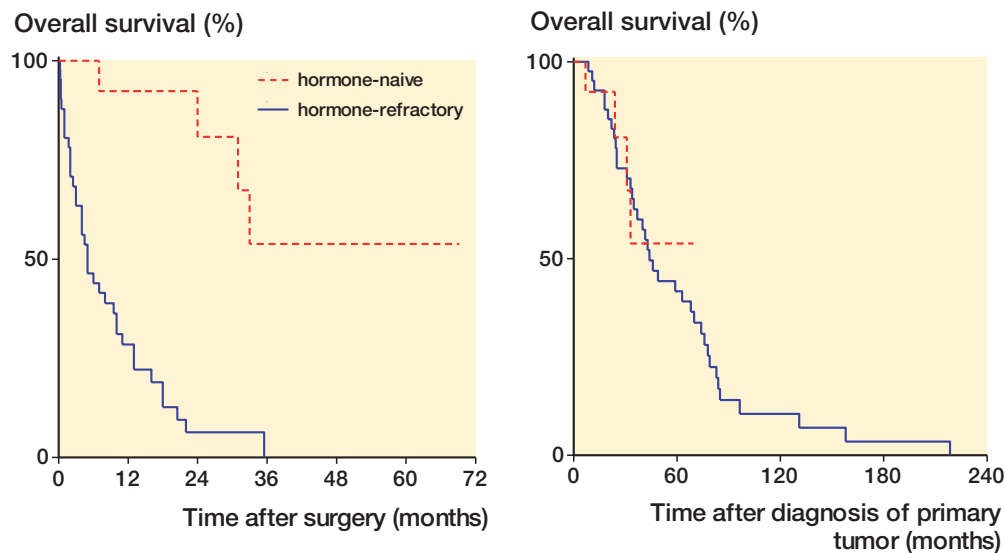 Overall survival (%)
100
50
0
hormone-naive
hormone-refractory
0 12 24 36 48 60 72
Time after surgery (months)
Overall survival (%)
100
50
0
0 60 120 180 240
Time after diagnosis of primary
tumor (months)